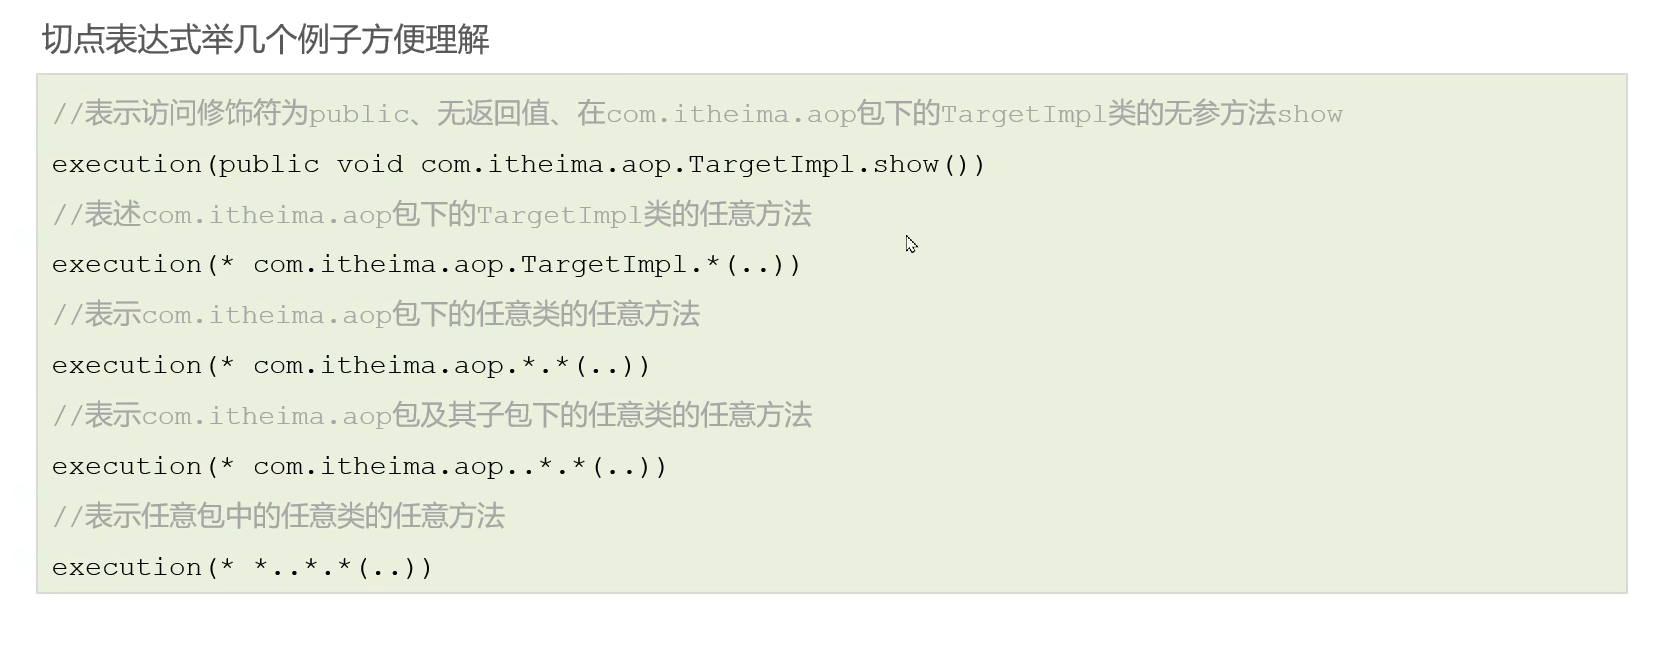 切点表达式举几个例子方便理解
//表示访问修饰符为public、无返回值、在com.itheima.aop包下的TargetImpl类的无参方法show
execution(public void com.itheima.aop.TargetImpl.show())
//表述com.itheima.aop包下的TargetImpl类的任意方法
execution(* com.itheima.aop.TargetImpl.*(..))
//表示com.itheima.aop包下的任意类的任意方法
execution(* com.itheima.aop.*.*(..))
//表示com.itheima.aop包及其子包下的任意类的任意方法
execution(* com.itheima.aop..*.*(..))
//表示任意包中的任意类的任意方法
execution(* *..*.*(..))